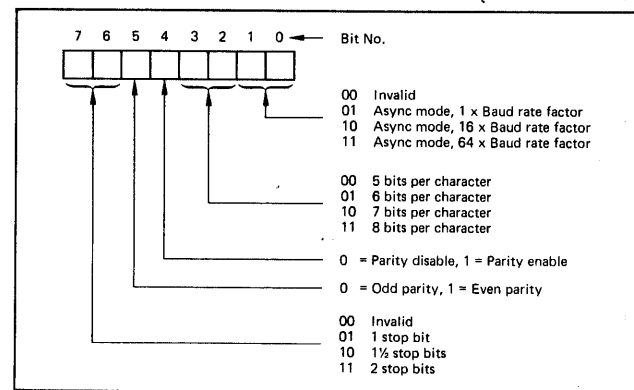 7 6 5 4 3 2 1 0 Bit No.
00 Invalid
01 Async mode, 1 x Baud rate factor
10 Async mode, 16 x Baud rate factor
11 Async mode, 64 x Baud rate factor
00 5 bits per character
01 6 bits per character
10 7 bits per character
11 8 bits per character
0 = Parity disable, 1 = Parity enable
0 = Odd parity, 1 = Even parity
00 Invalid
01 1 stop bit
10 1½ stop bits
11 2 stop bits